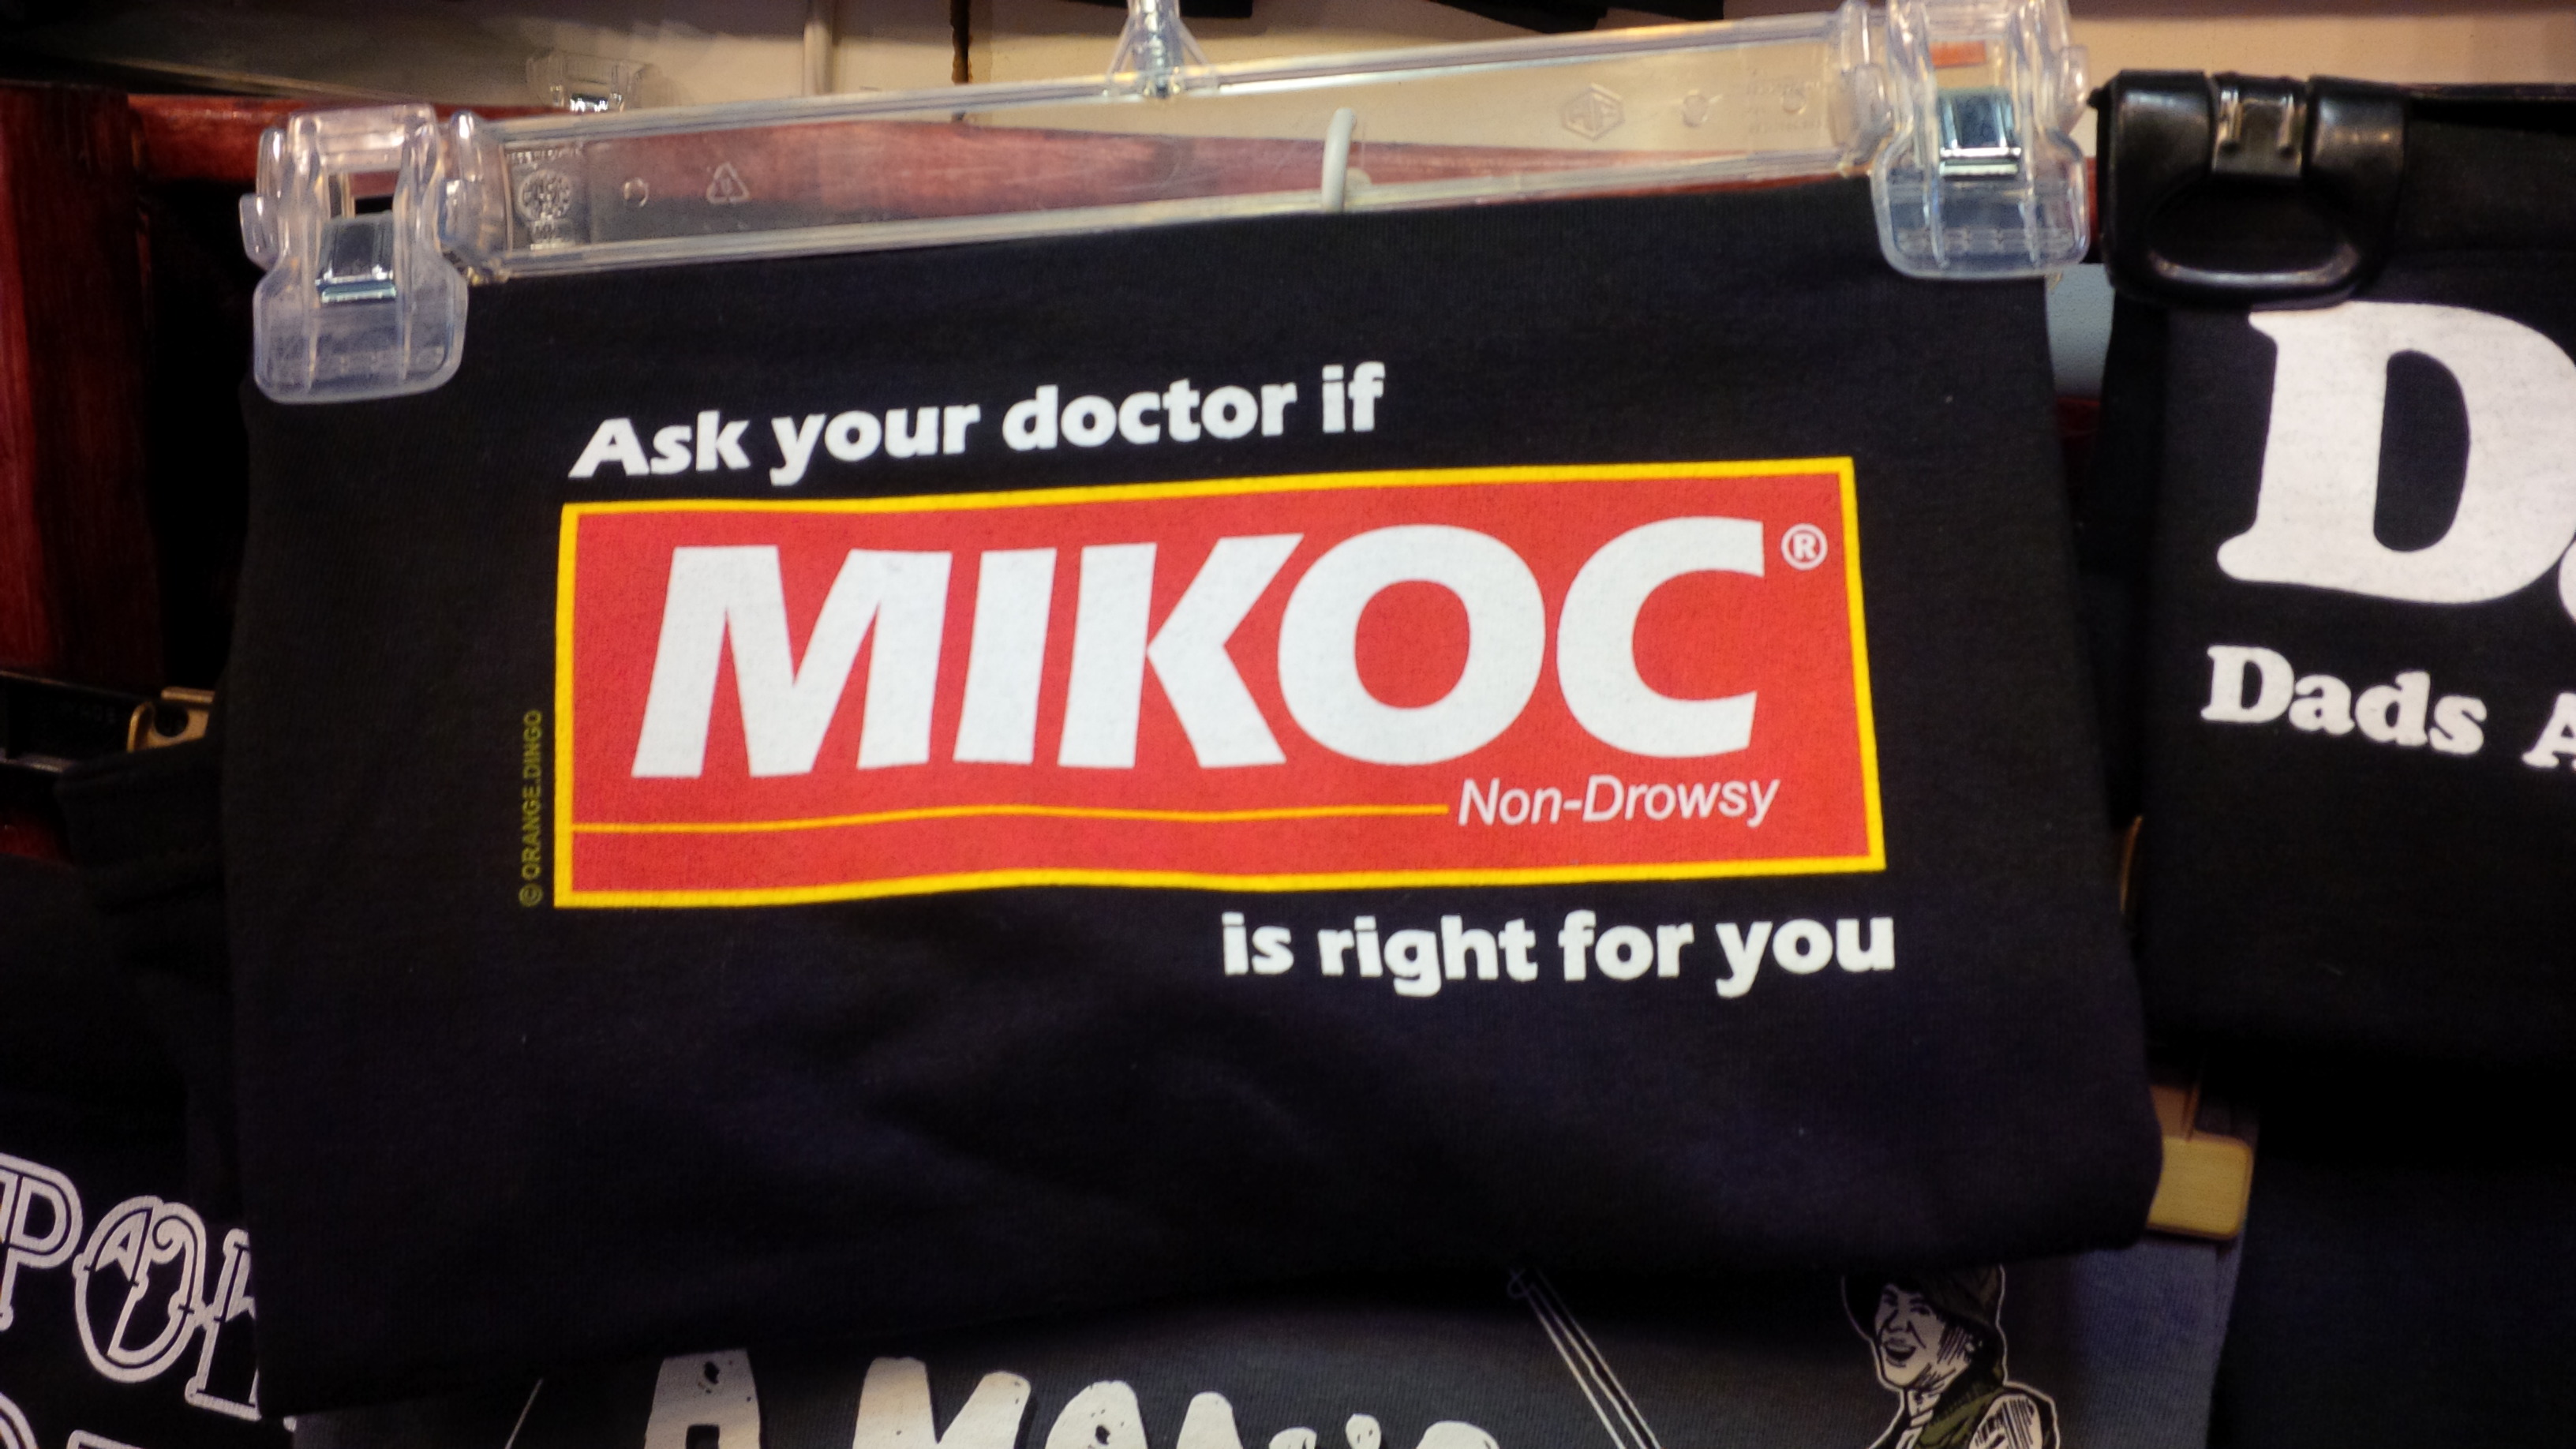 Ask your doctor if
MIKOC®
Non-Drowsy
is right for you
© ORANGE.DINGO
Dads